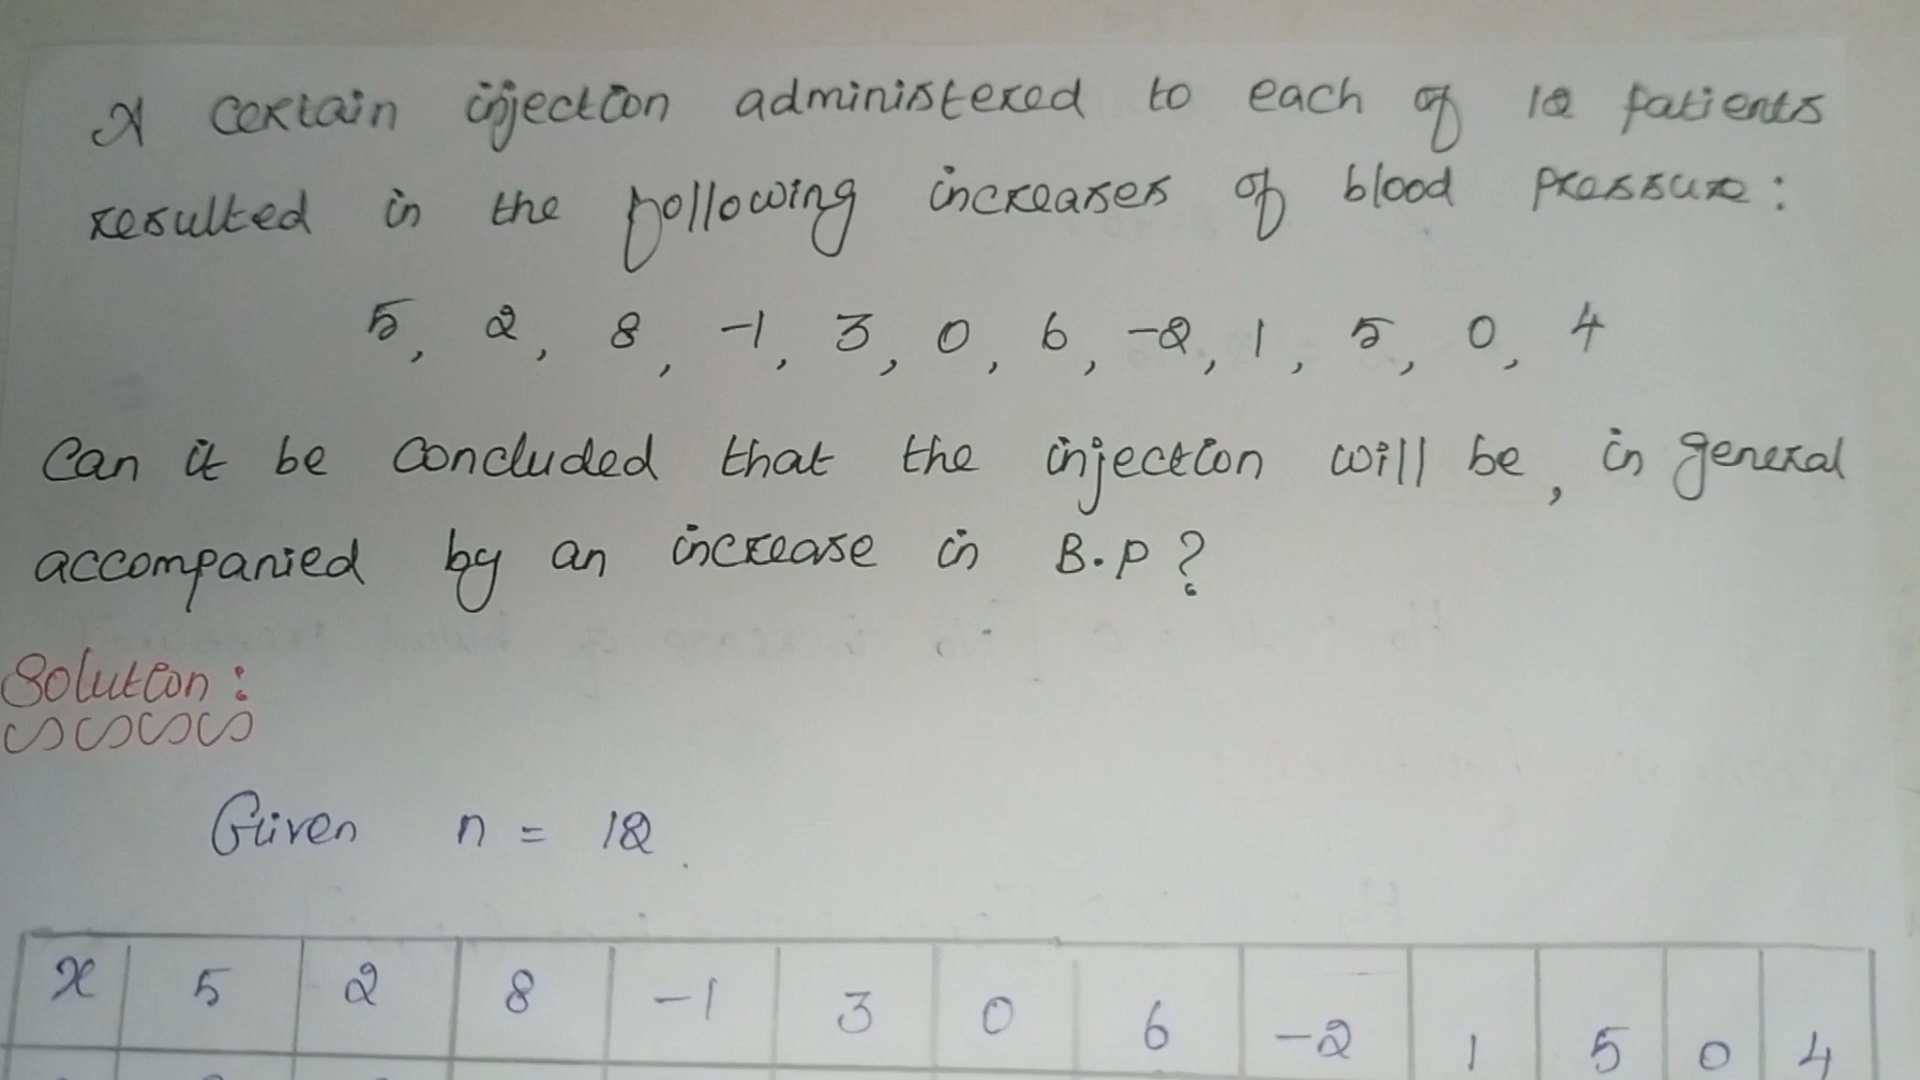 A certain injection administered to each of 12 patients
resulted in the following increases of blood pressure:
5, 2, 8, -1, 3, 0, 6, -2, 1, 5, 0, 4
Can it be concluded that the injection will be, in general
accompanied by an increase in B.P?
Solution:
Given n = 12.
x 5 2 8 -1 3 0 6 -2 1 5 0 4